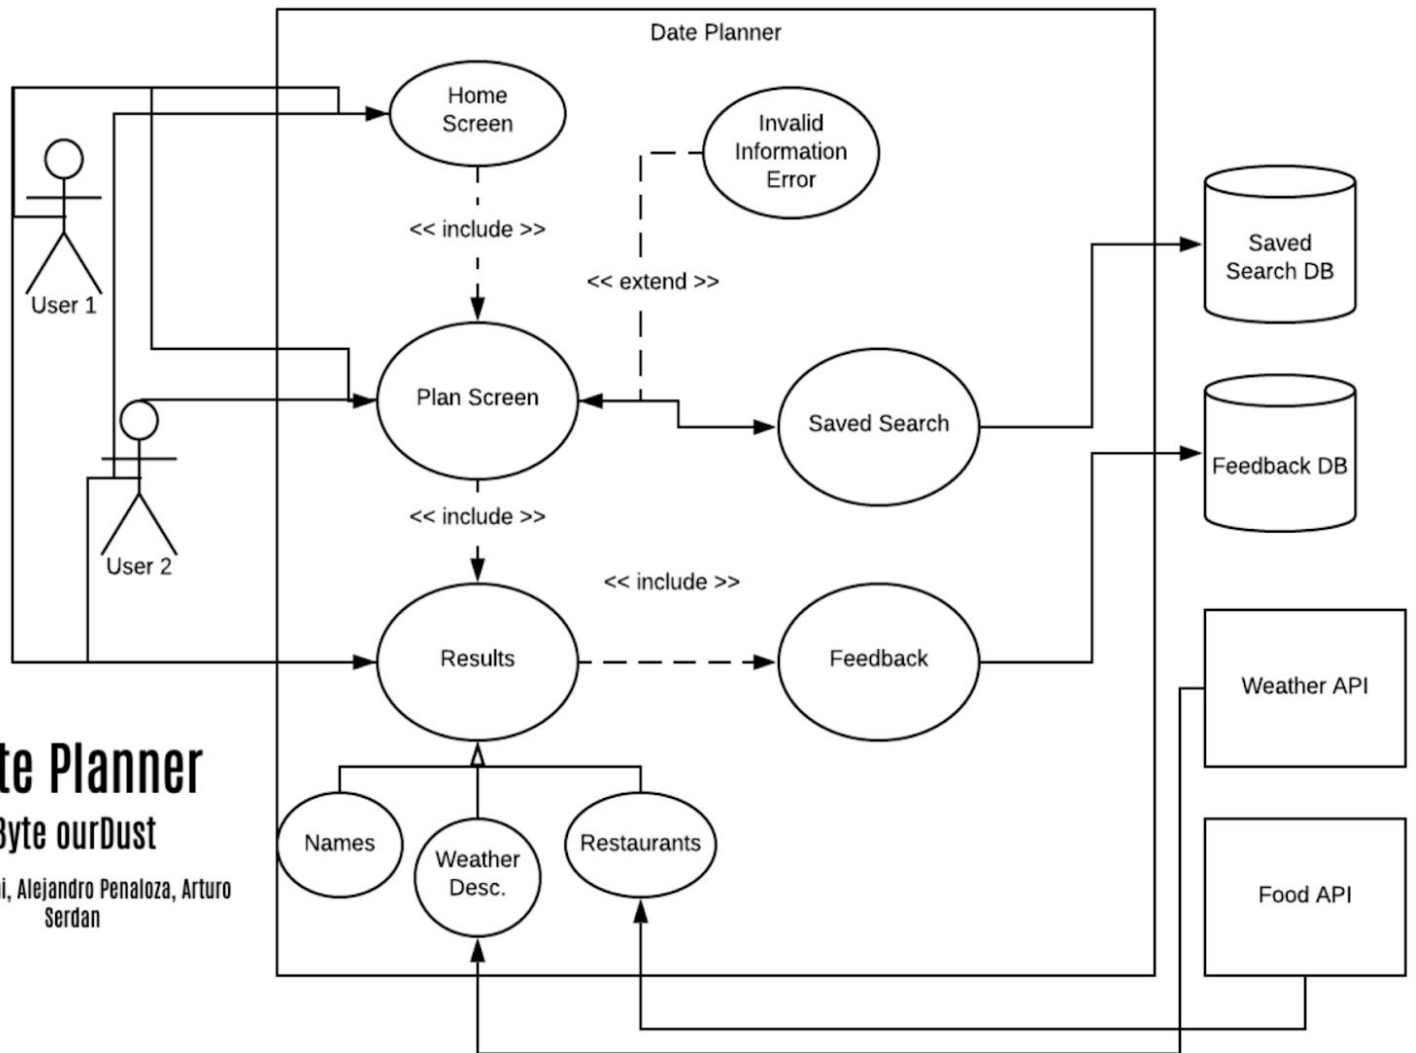 Date Planner
Home
Screen
Invalid
Information
Error
<< include >>
User 1
<< extend >>
Saved
Search DB
Plan Screen
Saved Search
Feedback DB
<< include >>
User 2
<< include >>
Results
Feedback
Weather API
te Planner
Byte ourDust
i, Alejandro Penaloza, Arturo
Serdan
Names
Weather
Desc.
Restaurants
Food API